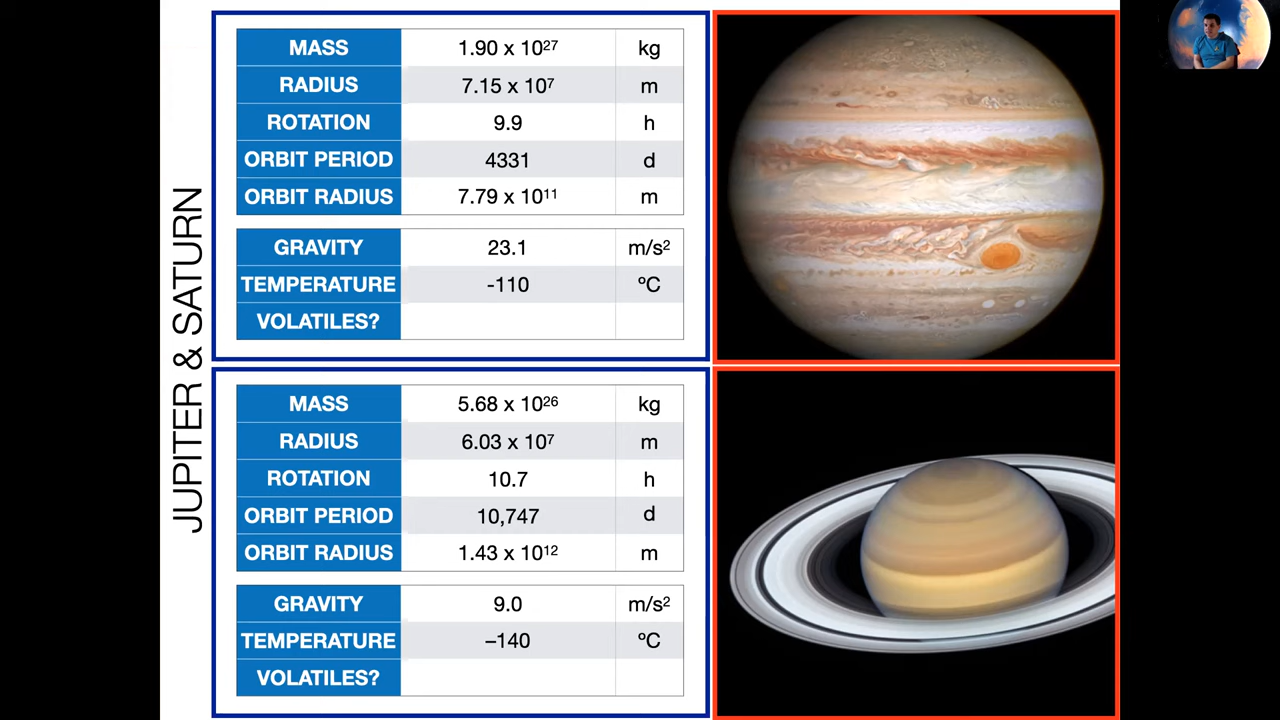 JUPITER & SATURN
MASS 1.90 x 10²⁷ kg
RADIUS 7.15 x 10⁷ m
ROTATION 9.9 h
ORBIT PERIOD 4331 d
ORBIT RADIUS 7.79 x 10¹¹ m
GRAVITY 23.1 m/s²
TEMPERATURE -110 ºC
VOLATILES?
MASS 5.68 x 10²⁶ kg
RADIUS 6.03 x 10⁷ m
ROTATION 10.7 h
ORBIT PERIOD 10,747 d
ORBIT RADIUS 1.43 x 10¹² m
GRAVITY 9.0 m/s²
TEMPERATURE –140 ºC
VOLATILES?